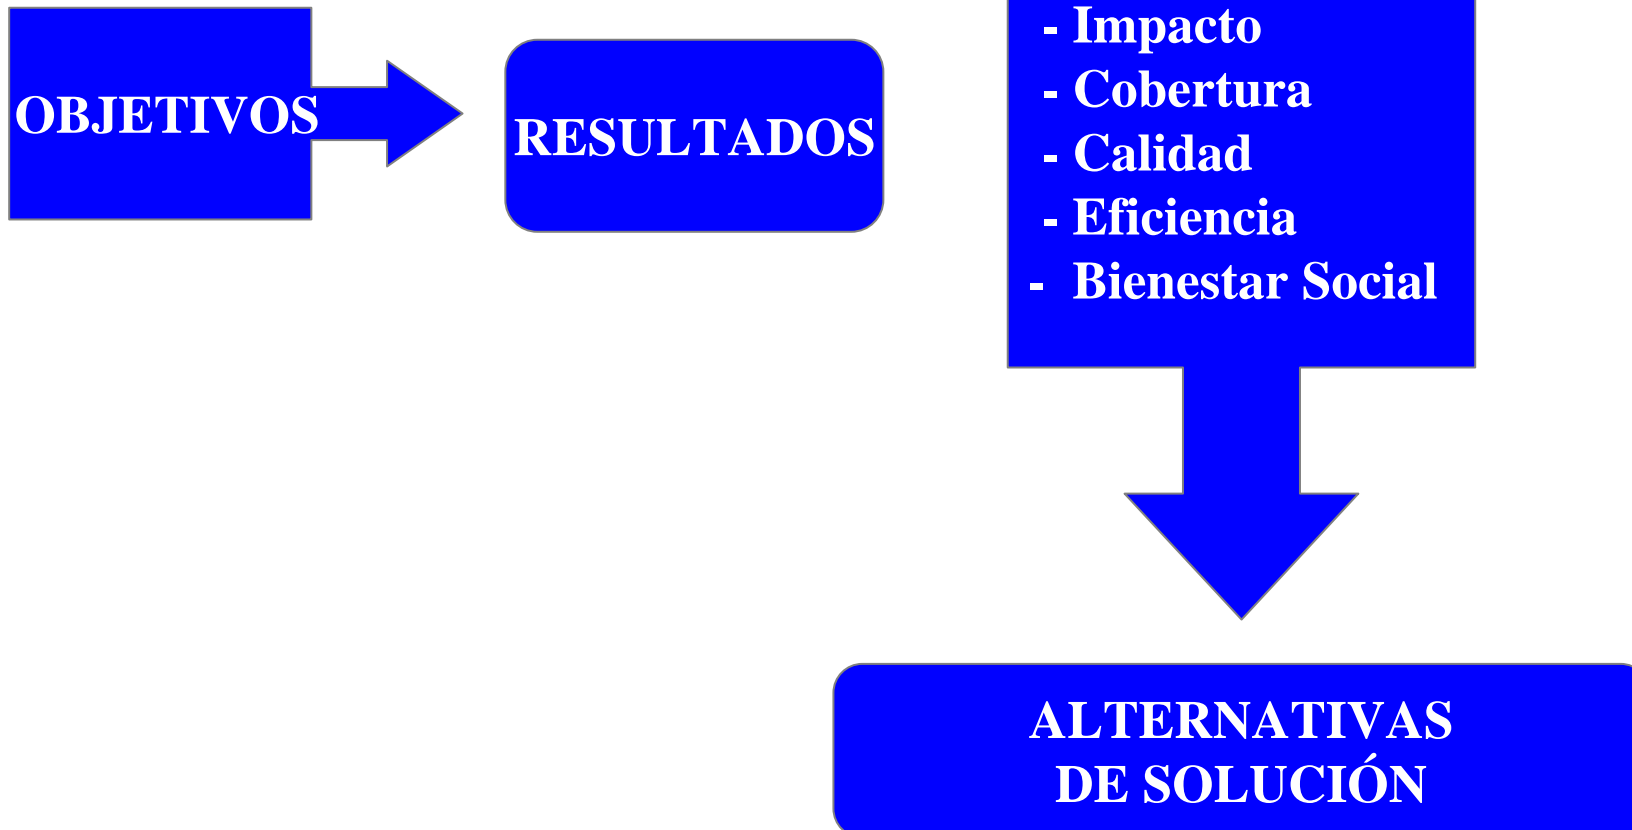 OBJETIVOS
RESULTADOS
- Impacto
- Cobertura
- Calidad
- Eficiencia
- Bienestar Social
ALTERNATIVAS
DE SOLUCIÓN